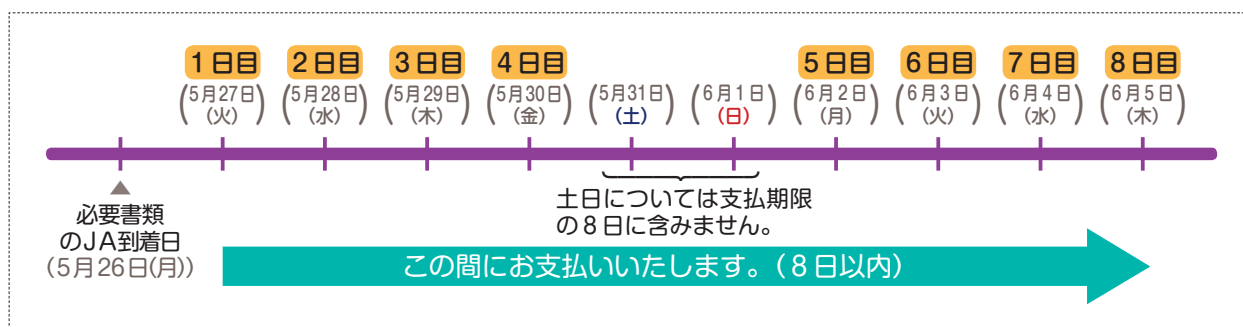 1日目 2日目 3日目 4日目 5日目 6日目 7日目 8日目
(5月27日) (5月28日) (5月29日) (5月30日) (5月31日) (6月1日) (6月2日) (6月3日) (6月4日) (6月5日)
(火) (水) (木) (金) (土) (日) (月) (火) (水) (木)
土日については支払期限
の8日に含みません。
必要書類
のJA到着日
(5月26日(月))
この間にお支払いいたします。(8日以内)